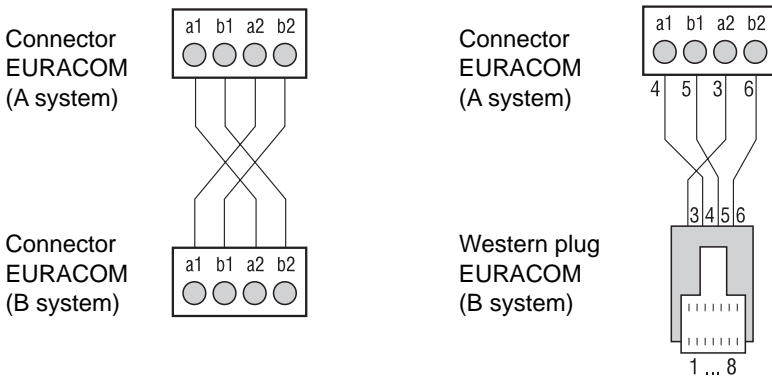 Connector
EURACOM
(A system)
a1 b1 a2 b2
Connector
EURACOM
(B system)
a1 b1 a2 b2
Connector
EURACOM
(A system)
a1 b1 a2 b2
4 5 3 6
3 4 5 6
Western plug
EURACOM
(B system)
1 ... 8